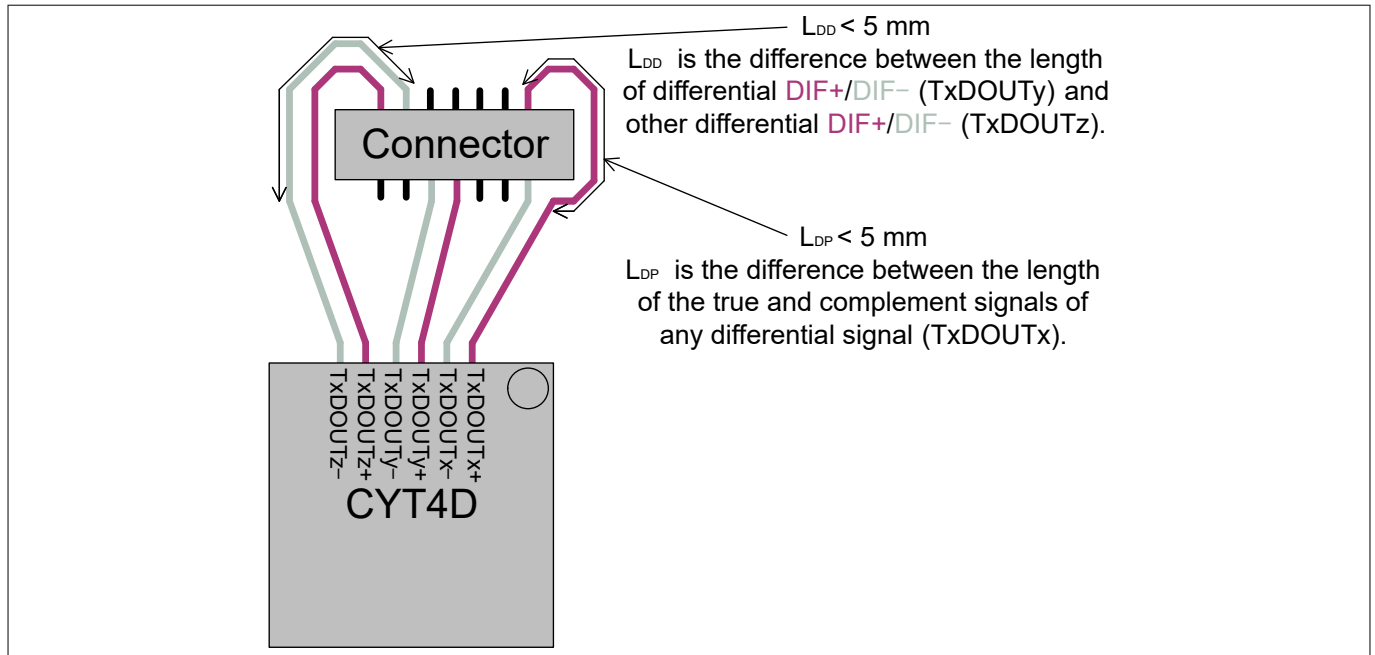 LDD < 5 mm
LDD is the difference between the length
of differential DIF+/DIF− (TxDOUTy) and
other differential DIF+/DIF− (TxDOUTz).
Connector
LDP < 5 mm
LDP is the difference between the length
of the true and complement signals of
any differential signal (TxDOUTx).
TxDOUTz−
TxDOUTz+
TxDOUTy−
TxDOUTy+
TxDOUTx−
TxDOUTx+
CYT4D